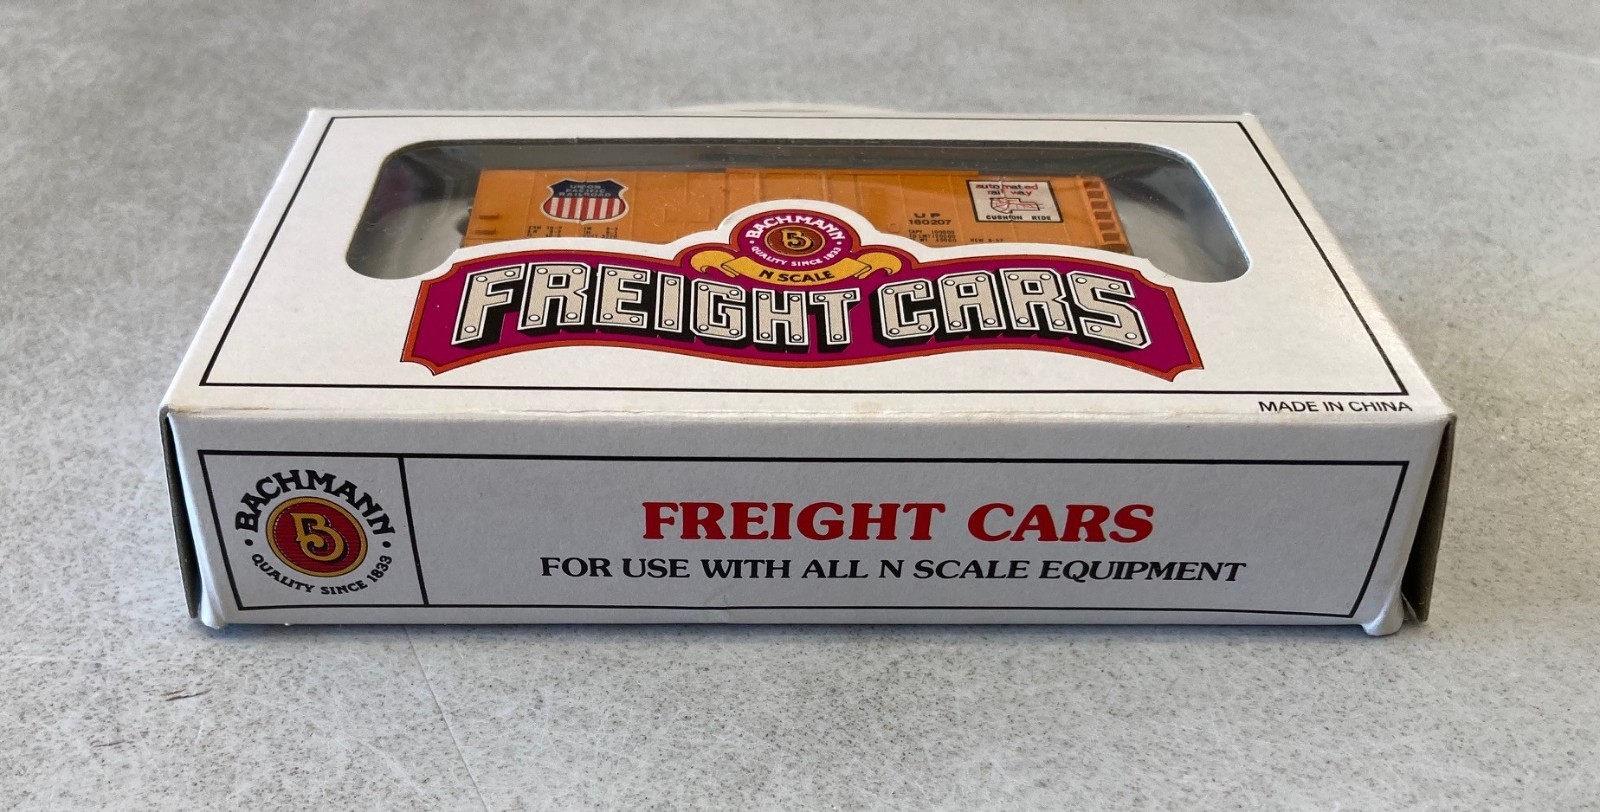 UNION
PACIFIC
RAILROAD
automated
railway
CUSHION RIDE
UP
160207
BACHMANN
B
QUALITY SINCE 1833
N SCALE
FREIGHT CARS
MADE IN CHINA
BACHMANN
B
QUALITY SINCE 1833
FREIGHT CARS
FOR USE WITH ALL N SCALE EQUIPMENT